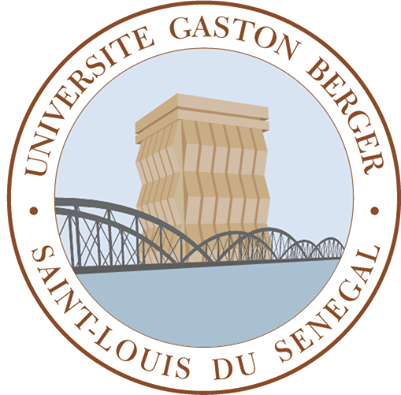 UNIVERSITE GASTON BERGER
SAINT-LOUIS DU SENEGAL